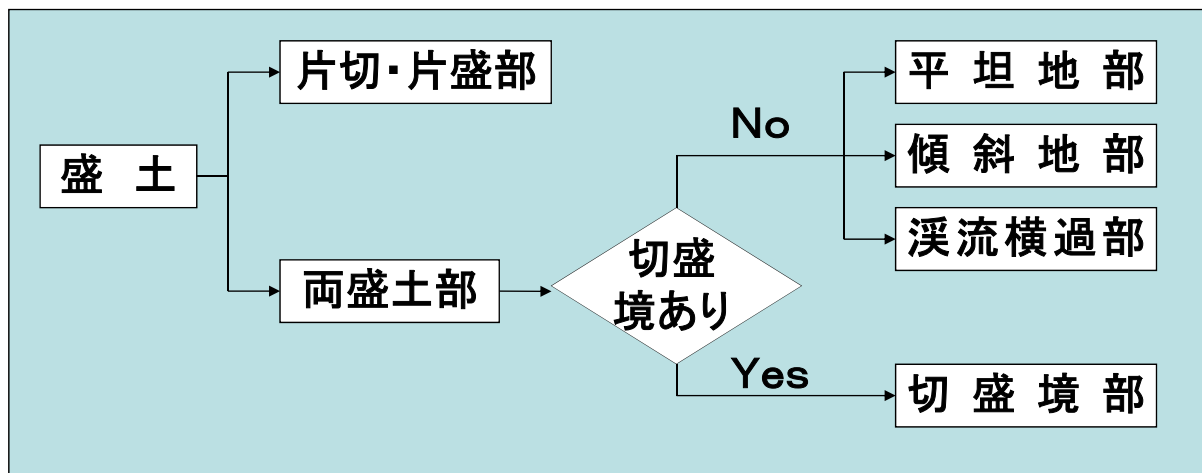 盛 土
片切・片盛部
両盛土部
切盛
境あり
No
Yes
平 坦 地 部
傾 斜 地 部
渓流横過部
切 盛 境 部